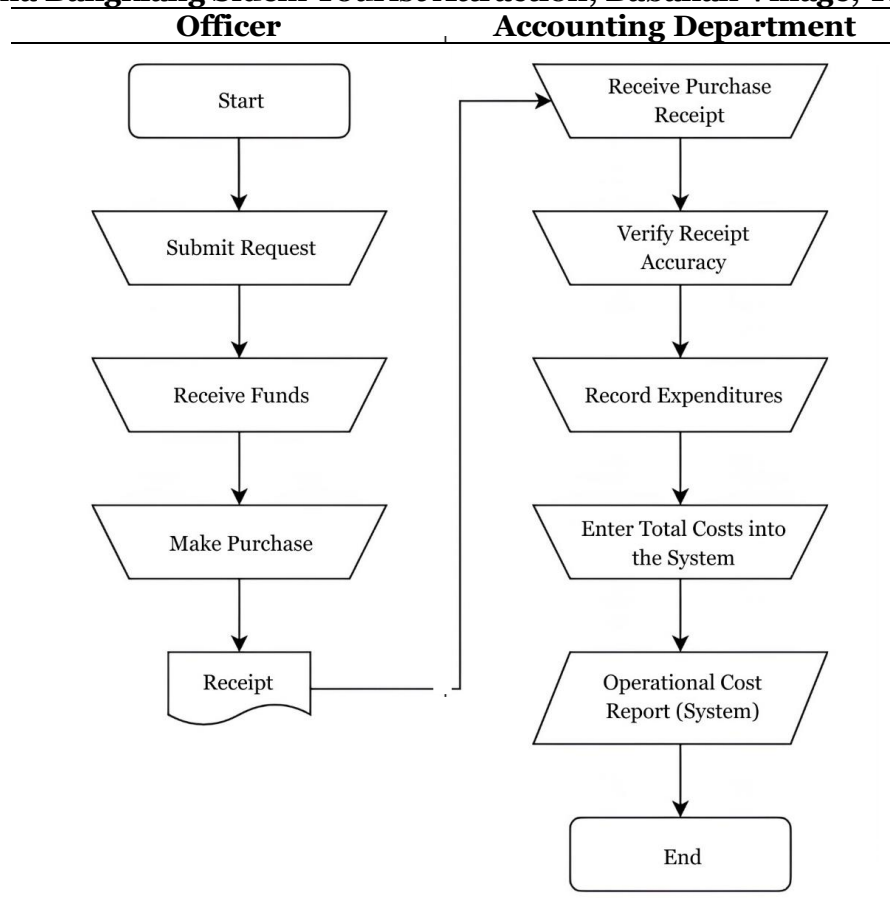 Officer
Accounting Department
Start
Submit Request
Receive Funds
Make Purchase
Receipt
Receive Purchase
Receipt
Verify Receipt
Accuracy
Record Expenditures
Enter Total Costs into
the System
Operational Cost
Report (System)
End